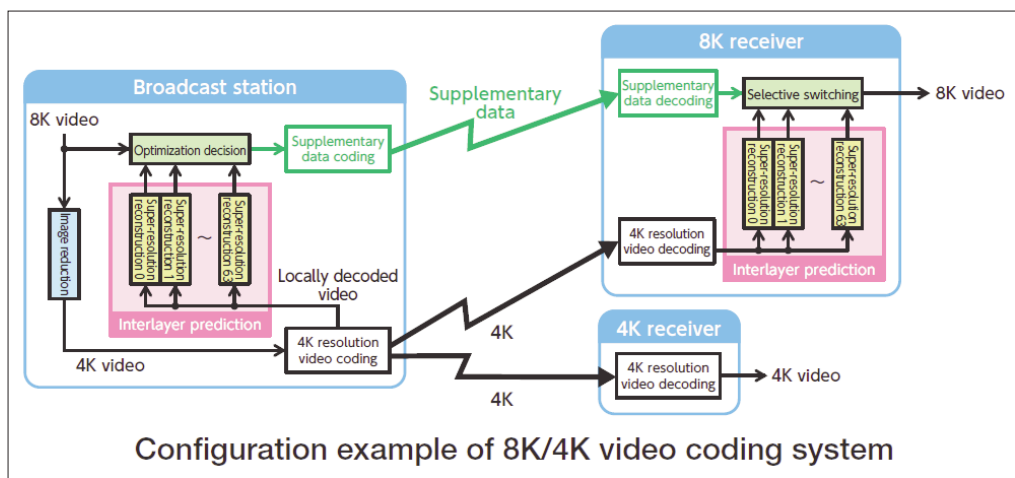 Broadcast station
8K video
Optimization decision
Supplementary
data coding
Image reduction
Super-resolution
reconstruction 0
Super-resolution
reconstruction 1
~
Super-resolution
reconstruction 63
Interlayer prediction
Locally decoded
video
4K video
4K resolution
video coding
Supplementary
data
4K
4K
8K receiver
Supplementary
data decoding
Selective switching
8K video
Super-resolution
reconstruction 0
Super-resolution
reconstruction 1
~
Super-resolution
reconstruction 63
4K resolution
video decoding
Interlayer prediction
4K receiver
4K resolution
video decoding
4K video
Configuration example of 8K/4K video coding system